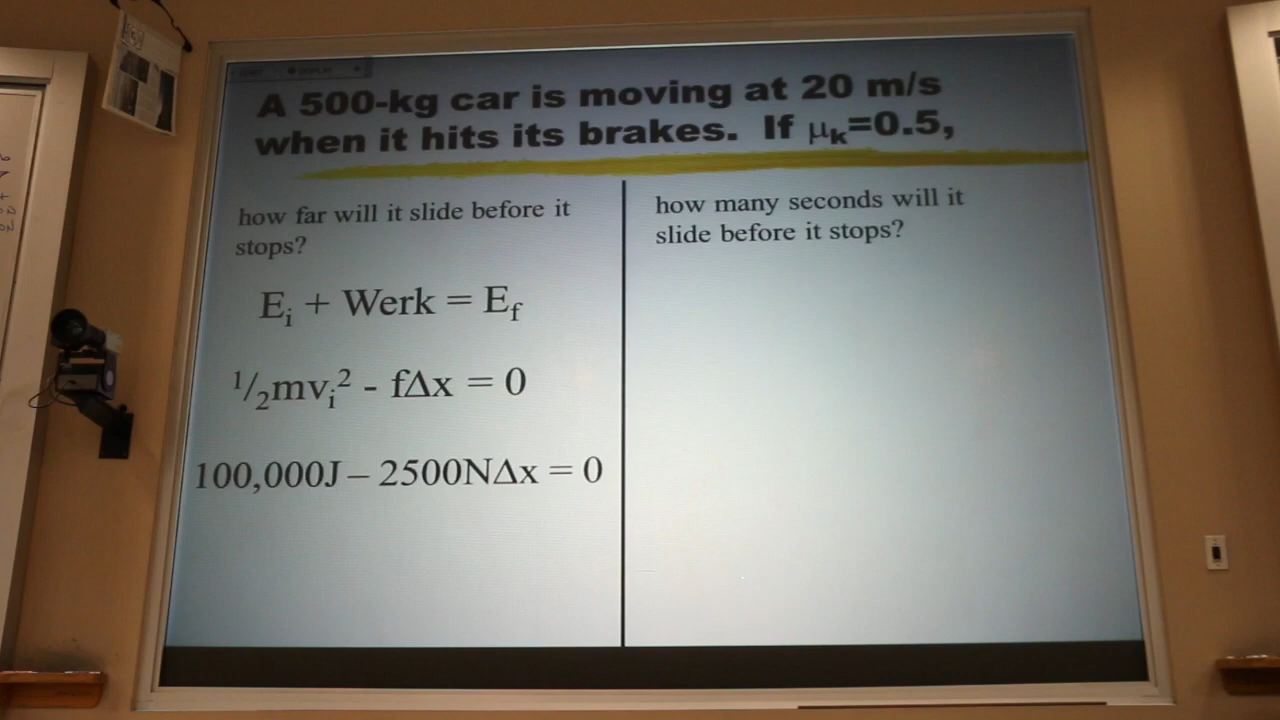 A 500-kg car is moving at 20 m/s
when it hits its brakes. If μk=0.5,
how far will it slide before it
stops?
Ei + Werk = Ef
1/2mvi2 - fΔx = 0
100,000J – 2500NΔx = 0
how many seconds will it
slide before it stops?